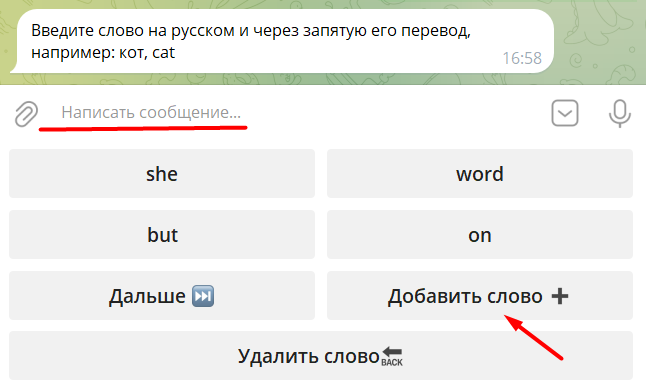 Введите слово на русском и через запятую его перевод,
например: кот, cat
16:58
Написать сообщение...
she
word
but
on
Дальше ⏭
Добавить слово ➕
Удалить слово🔙